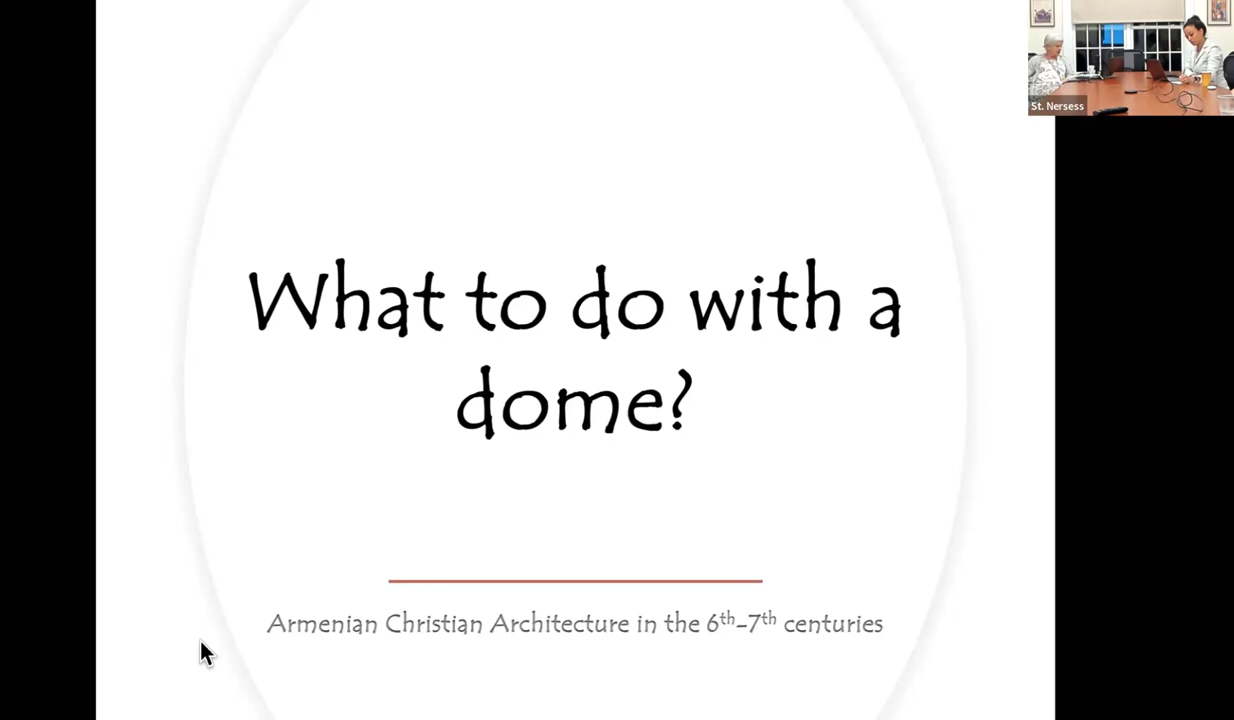 St. Nersess
What to do with a
dome?
Armenian Christian Architecture in the 6th-7th centuries